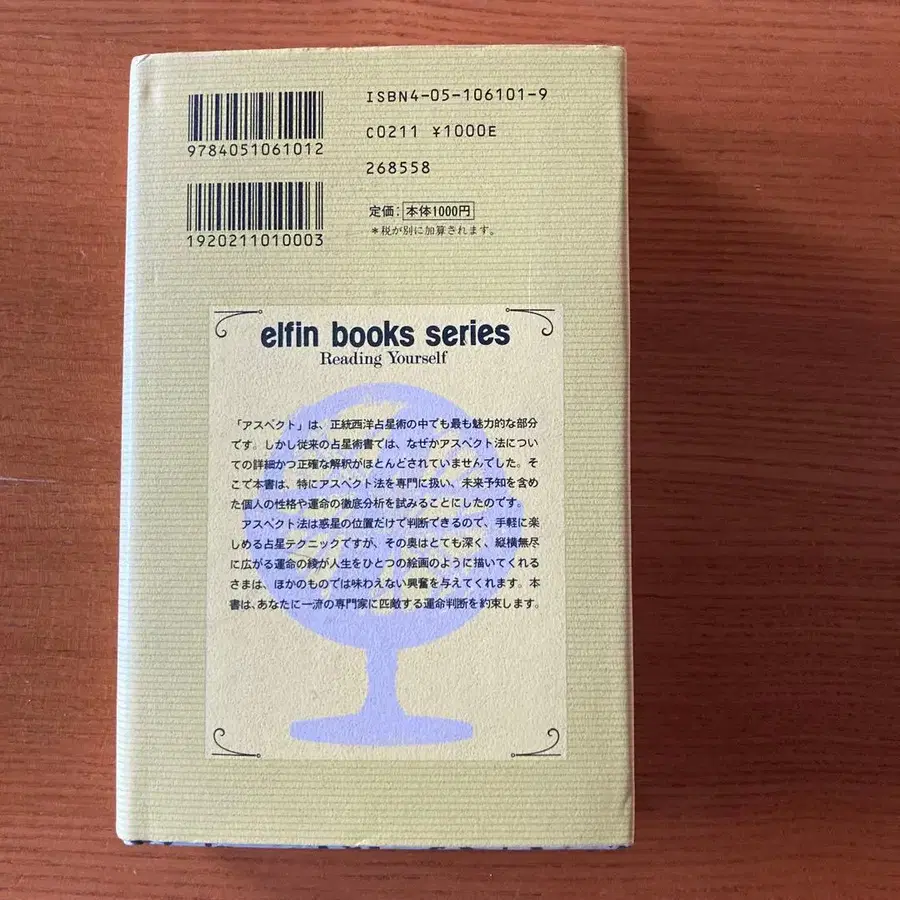 ISBN4-05-106101-9
9784051061012
C0211 ¥1000E
268558
1920211010003
定価：本体1000円
＊税が別に加算されます。
elfin books series
Reading Yourself
「アスペクト」は、正統西洋占星術の中でも最も魅力的な部分
です。しかし従来の占星術書では、なぜかアスペクト法につい
ての詳細かつ正確な解釈がほとんどされていませんでした。そ
こで本書は、特にアスペクト法を専門に扱い、未来予知を含め
た個人の性格や運命の徹底分析を試みることにしたのです。
アスペクト法は惑星の位置だけで判断できるので、手軽に楽
しめる占星テクニックですが、その奥はとても深く、縦横無尽
に広がる運命の綾が人生をひとつの絵画のように描いてくれる
さまは、ほかのものでは味わえない興奮を与えてくれます。本
書は、あなたに一流の専門家に匹敵する運命判断を約束します。